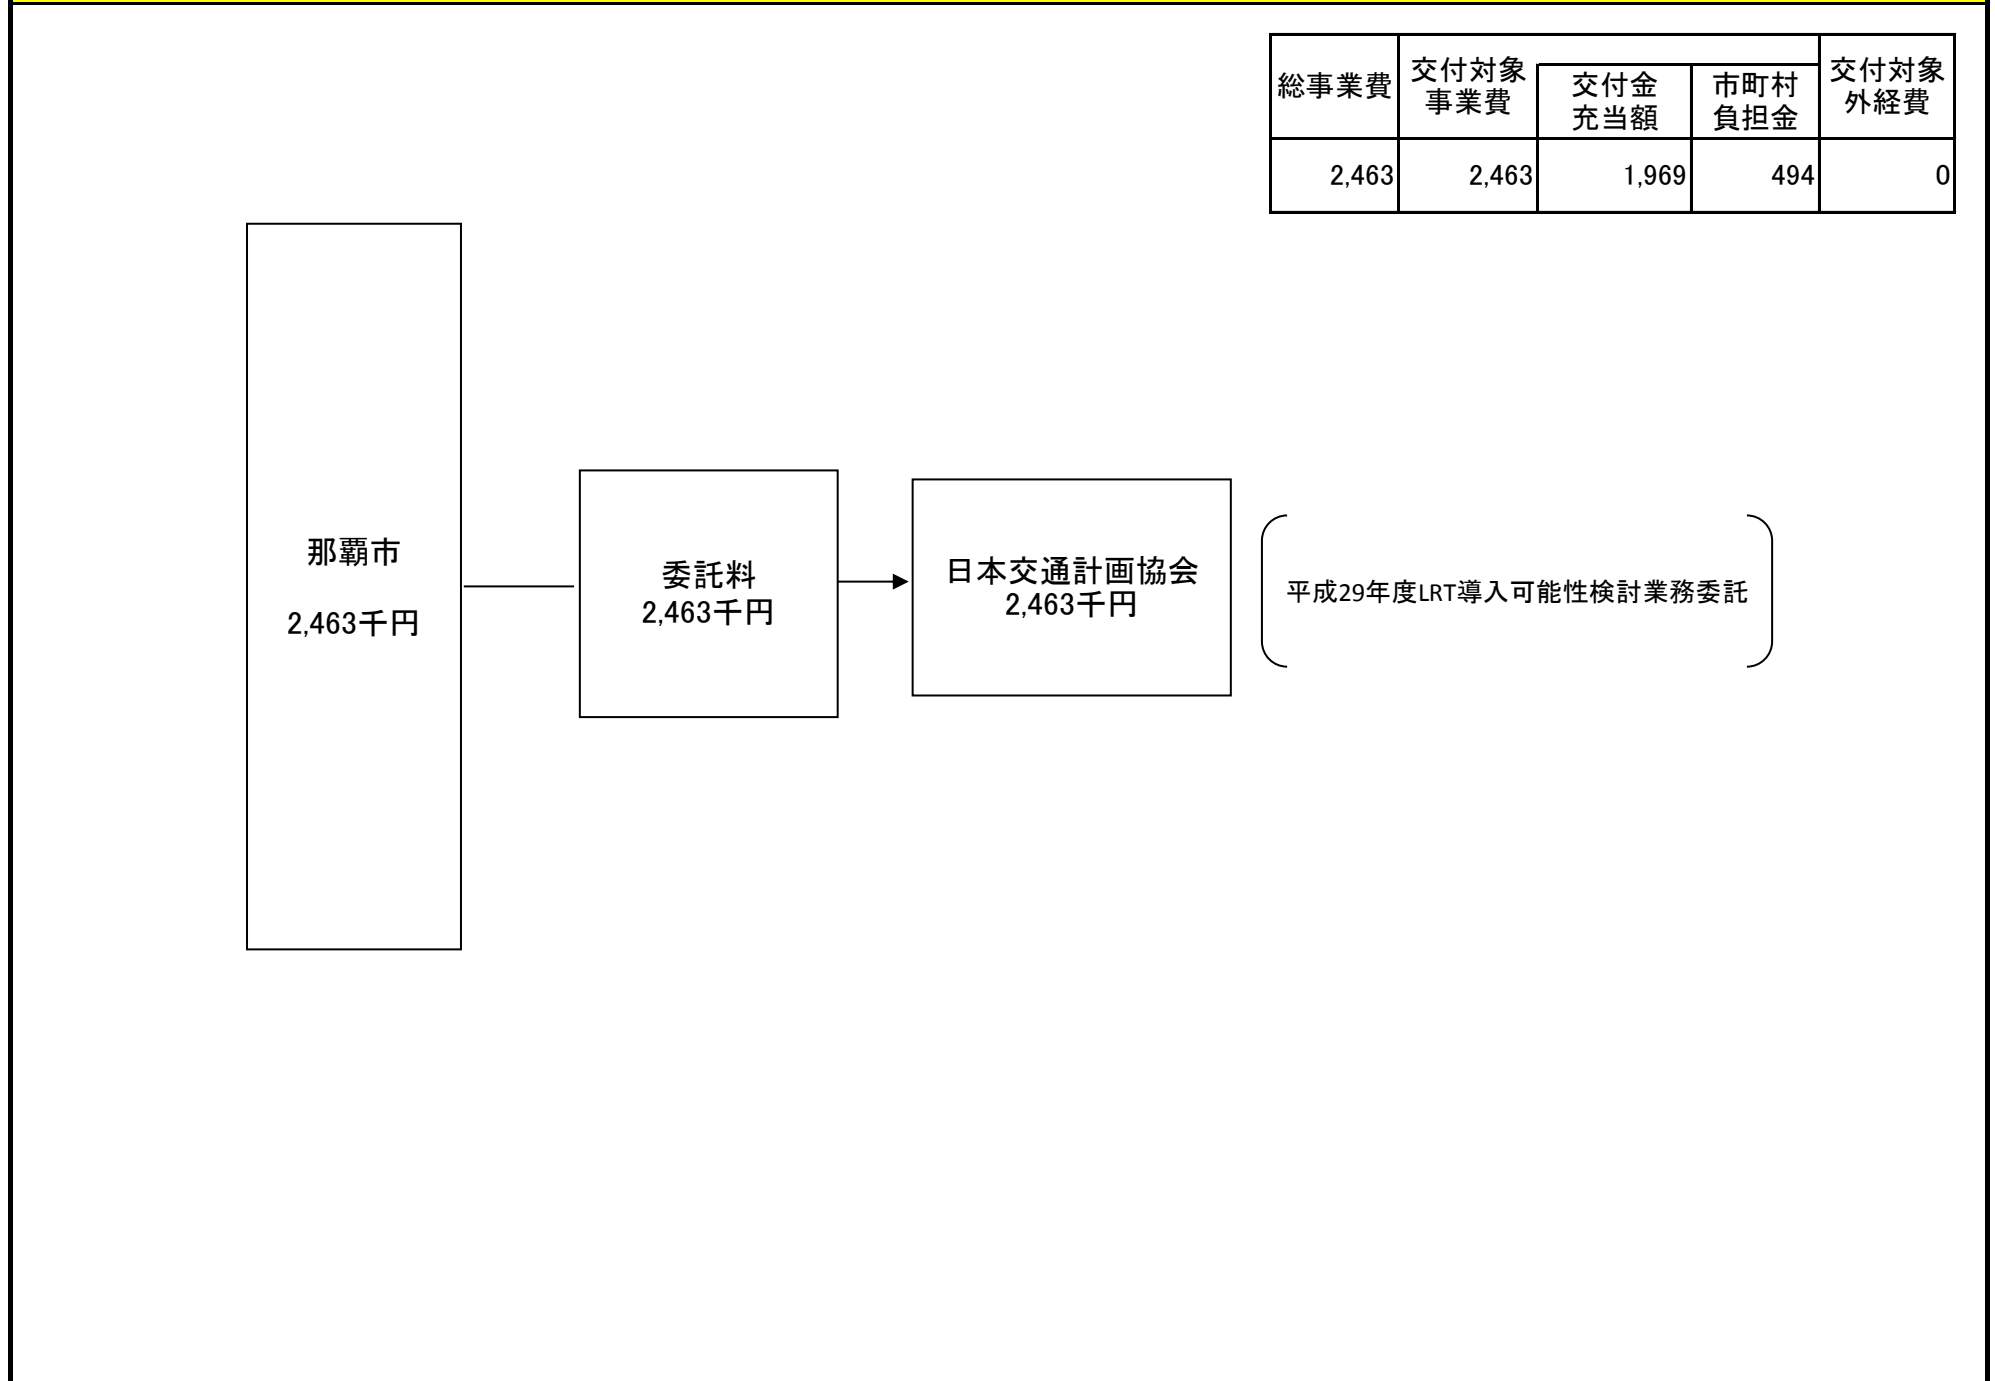 総事業費
交付対象
事業費
交付金
充当額
市町村
負担金
交付対象
外経費
2,463
2,463
1,969
494
0
那覇市
2,463千円
委託料
2,463千円
日本交通計画協会
2,463千円
平成29年度LRT導入可能性検討業務委託